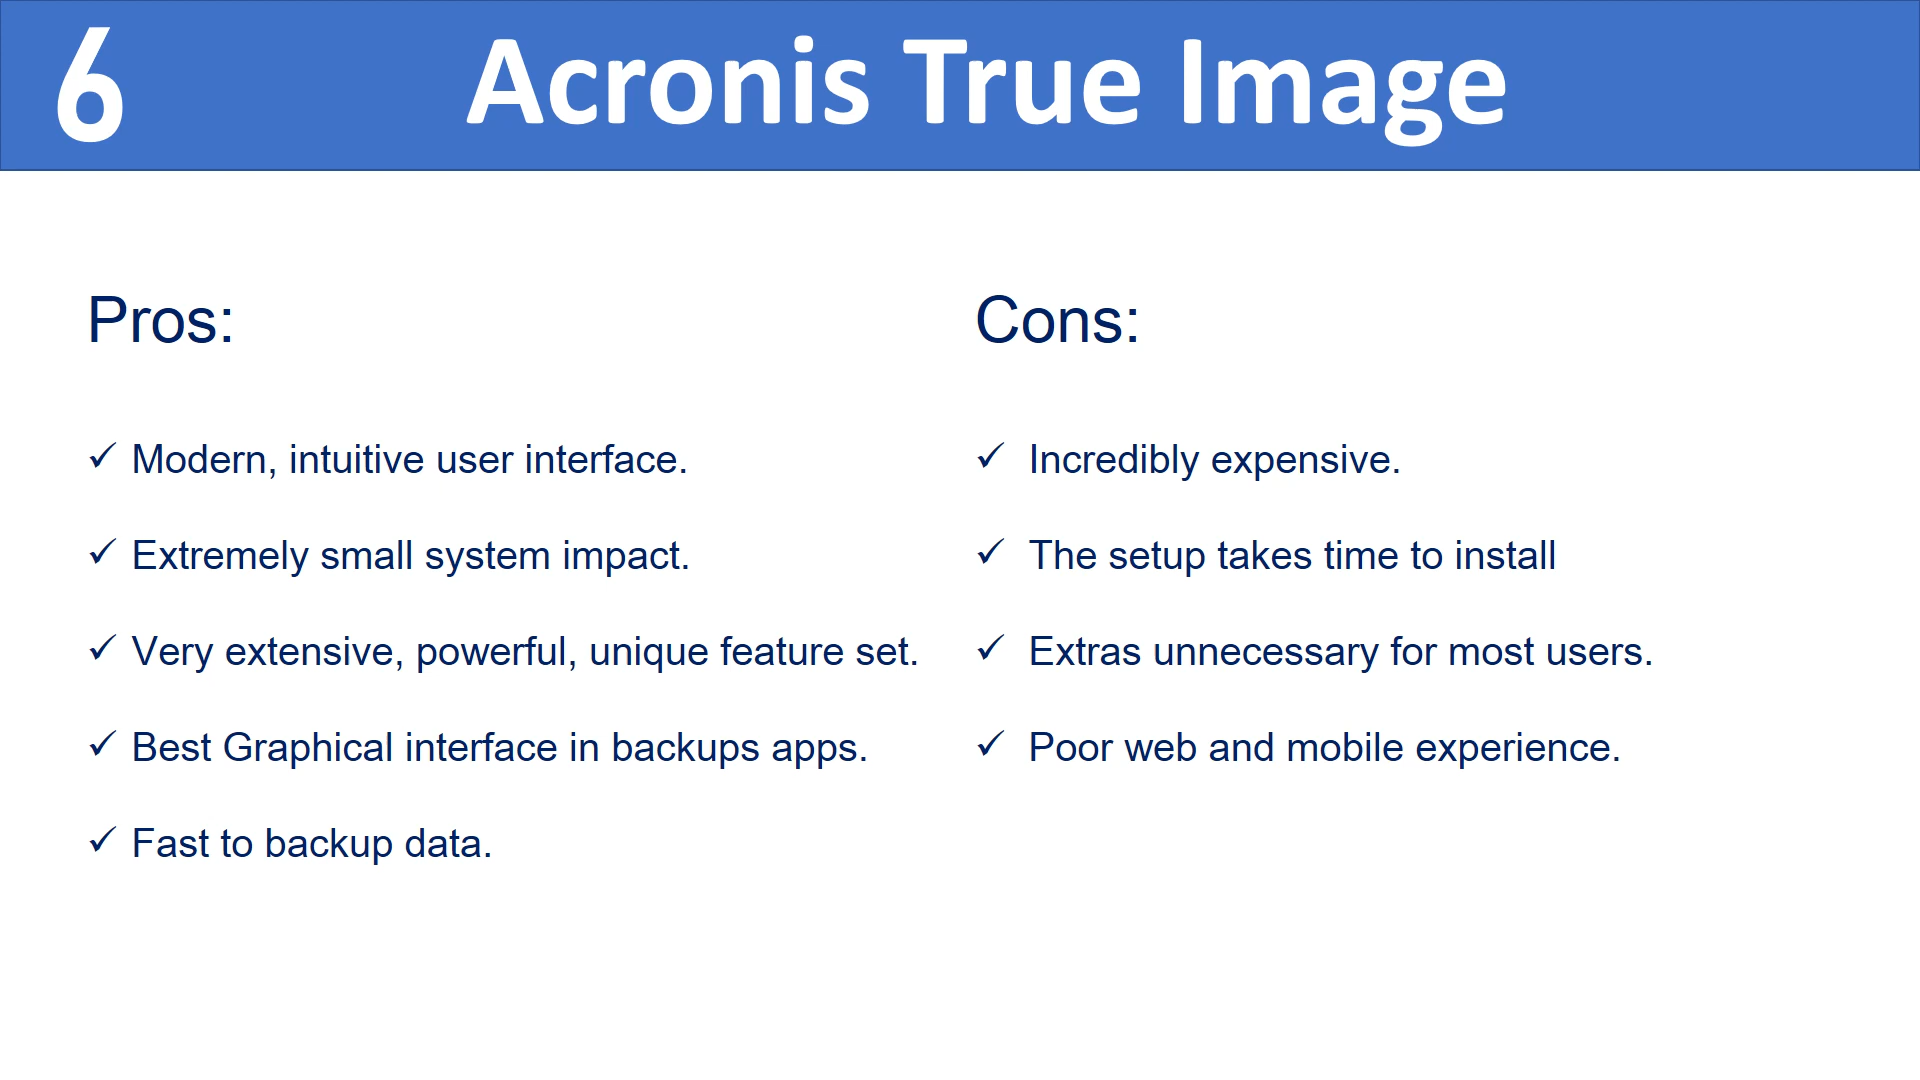 6
Acronis True Image
Pros:
✓ Modern, intuitive user interface.
✓ Extremely small system impact.
✓ Very extensive, powerful, unique feature set.
✓ Best Graphical interface in backups apps.
✓ Fast to backup data.
Cons:
✓ Incredibly expensive.
✓ The setup takes time to install
✓ Extras unnecessary for most users.
✓ Poor web and mobile experience.